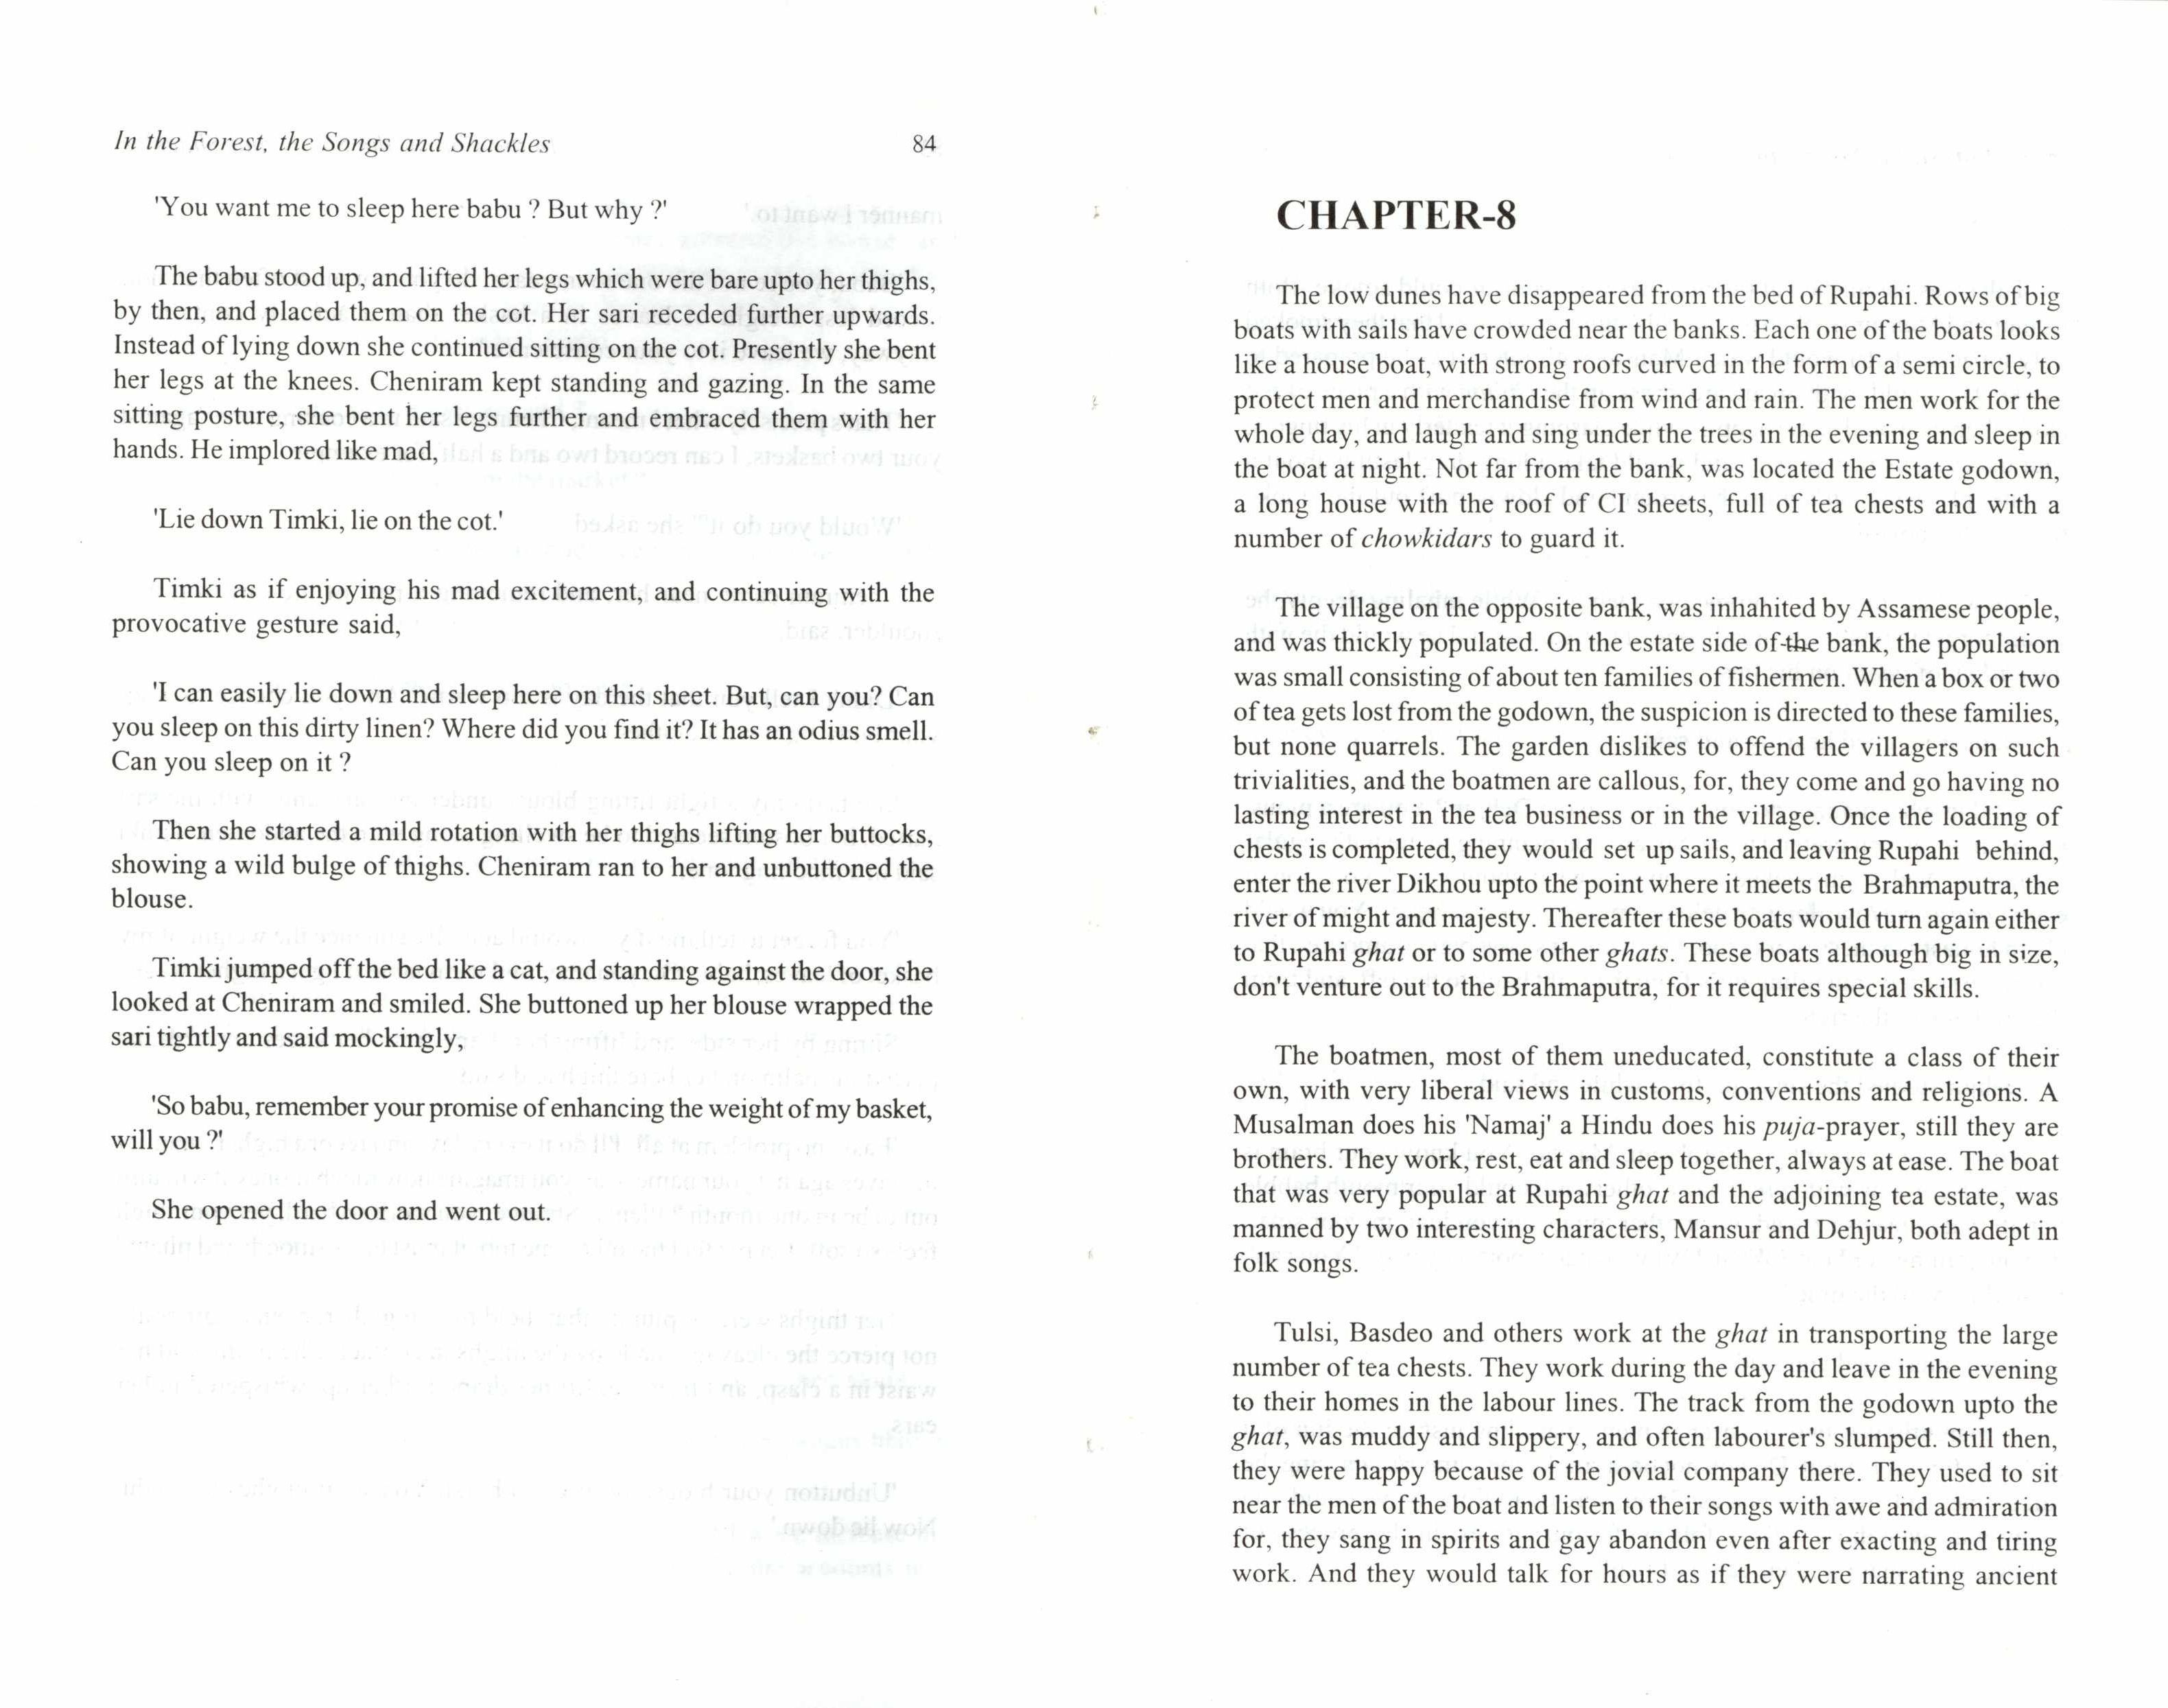 In the Forest, the Songs and Shackles 84
'You want me to sleep here babu ? But why ?'
The babu stood up, and lifted her legs which were bare upto her thighs,
by then, and placed them on the cot. Her sari receded further upwards.
Instead of lying down she continued sitting on the cot. Presently she bent
her legs at the knees. Cheniram kept standing and gazing. In the same
sitting posture, she bent her legs further and embraced them with her
hands. He implored like mad,
'Lie down Timki, lie on the cot.'
Timki as if enjoying his mad excitement, and continuing with the
provocative gesture said,
'I can easily lie down and sleep here on this sheet. But, can you? Can
you sleep on this dirty linen? Where did you find it? It has an odius smell.
Can you sleep on it ?
Then she started a mild rotation with her thighs lifting her buttocks,
showing a wild bulge of thighs. Cheniram ran to her and unbuttoned the
blouse.
Timki jumped off the bed like a cat, and standing against the door, she
looked at Cheniram and smiled. She buttoned up her blouse wrapped the
sari tightly and said mockingly,
'So babu, remember your promise of enhancing the weight of my basket,
will you ?'
She opened the door and went out.
CHAPTER-8
The low dunes have disappeared from the bed of Rupahi. Rows of big
boats with sails have crowded near the banks. Each one of the boats looks
like a house boat, with strong roofs curved in the form of a semi circle, to
protect men and merchandise from wind and rain. The men work for the
whole day, and laugh and sing under the trees in the evening and sleep in
the boat at night. Not far from the bank, was located the Estate godown,
a long house with the roof of CI sheets, full of tea chests and with a
number of chowkidars to guard it.
The village on the opposite bank, was inhahited by Assamese people,
and was thickly populated. On the estate side of the bank, the population
was small consisting of about ten families of fishermen. When a box or two
of tea gets lost from the godown, the suspicion is directed to these families,
but none quarrels. The garden dislikes to offend the villagers on such
trivialities, and the boatmen are callous, for, they come and go having no
lasting interest in the tea business or in the village. Once the loading of
chests is completed, they would set up sails, and leaving Rupahi behind,
enter the river Dikhou upto the point where it meets the Brahmaputra, the
river of might and majesty. Thereafter these boats would turn again either
to Rupahi ghat or to some other ghats. These boats although big in size,
don't venture out to the Brahmaputra, for it requires special skills.
The boatmen, most of them uneducated, constitute a class of their
own, with very liberal views in customs, conventions and religions. A
Musalman does his 'Namaj' a Hindu does his puja-prayer, still they are
brothers. They work, rest, eat and sleep together, always at ease. The boat
that was very popular at Rupahi ghat and the adjoining tea estate, was
manned by two interesting characters, Mansur and Dehjur, both adept in
folk songs.
Tulsi, Basdeo and others work at the ghat in transporting the large
number of tea chests. They work during the day and leave in the evening
to their homes in the labour lines. The track from the godown upto the
ghat, was muddy and slippery, and often labourer's slumped. Still then,
they were happy because of the jovial company there. They used to sit
near the men of the boat and listen to their songs with awe and admiration
for, they sang in spirits and gay abandon even after exacting and tiring
work. And they would talk for hours as if they were narrating ancient